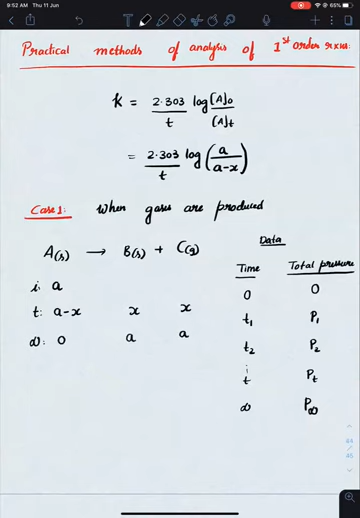 9:52 AM Thu 11 Jun
65%
Practical methods of analysis of 1st order rxns
K = 2.303/t log [A]0/[A]t
= 2.303/t log (a/a-x)
Case 1: When gases are produced
A(s) → B(s) + C(g)
i: a
t: a-x x x
∞: 0 a a
Data
Time Total pressure
0 0
t1 P1
t2 P2
⋮
t Pt
∞ P∞
44
45